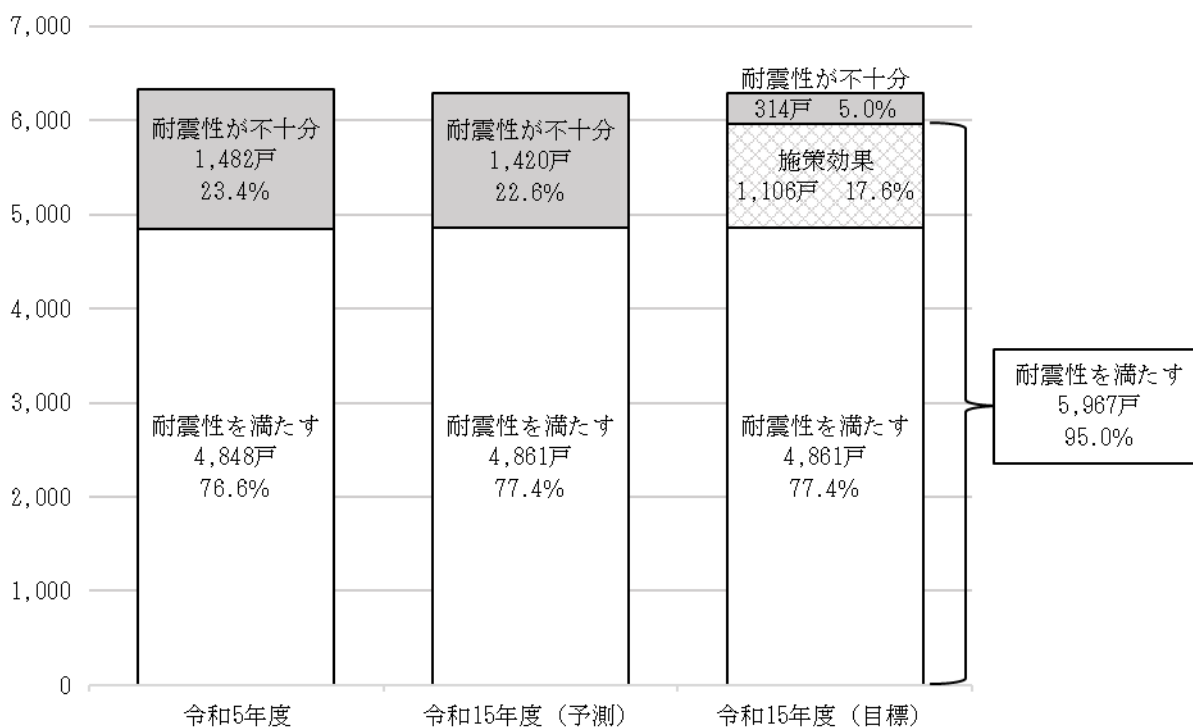 7,000
6,000
5,000
4,000
3,000
2,000
1,000
0
耐震性が不十分
1,482戸
23.4%
耐震性を満たす
4,848戸
76.6%
令和5年度
耐震性が不十分
1,420戸
22.6%
耐震性を満たす
4,861戸
77.4%
令和15年度（予測）
耐震性が不十分
314戸 5.0%
施策効果
1,106戸 17.6%
耐震性を満たす
4,861戸
77.4%
令和15年度（目標）
耐震性を満たす
5,967戸
95.0%